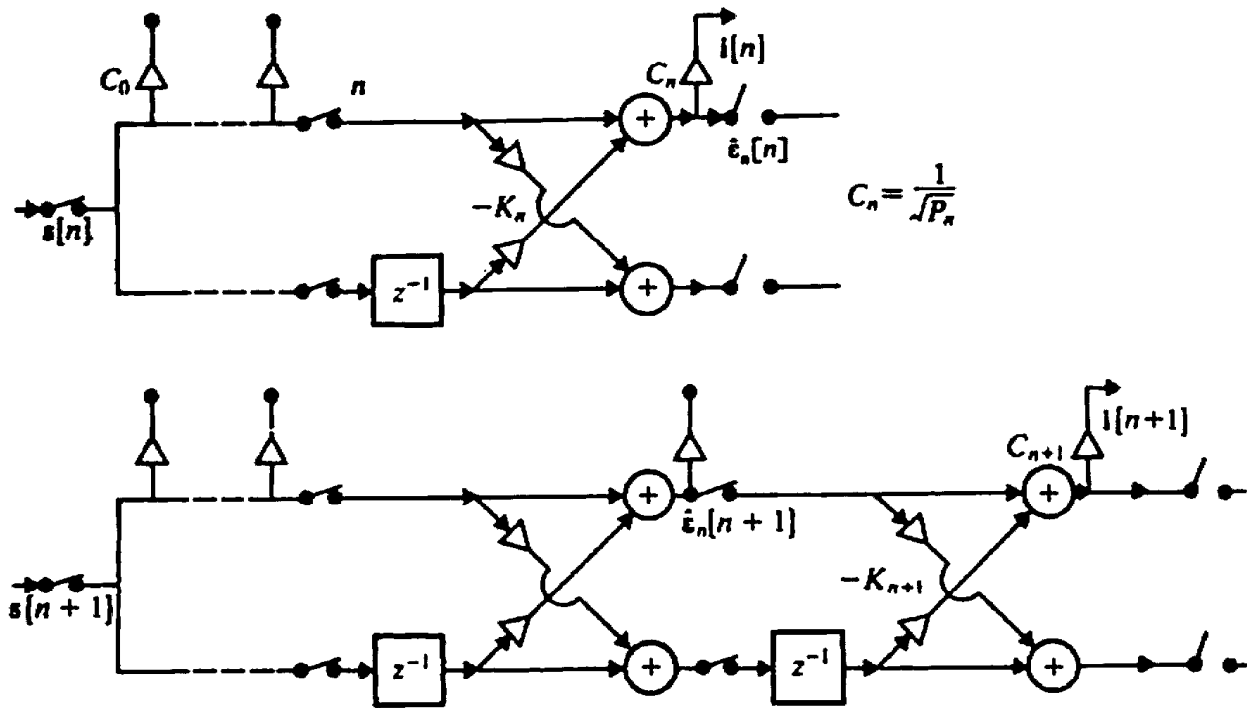 i[n]
C₀
n
Cₙ
ε̂ₙ[n]
s[n]
−Kₙ
Cₙ = 1/√Pₙ
z⁻¹
+
+
i[n+1]
Cₙ₊₁
ε̂ₙ[n + 1]
s[n + 1]
−Kₙ₊₁
z⁻¹
z⁻¹
+
+
+
+